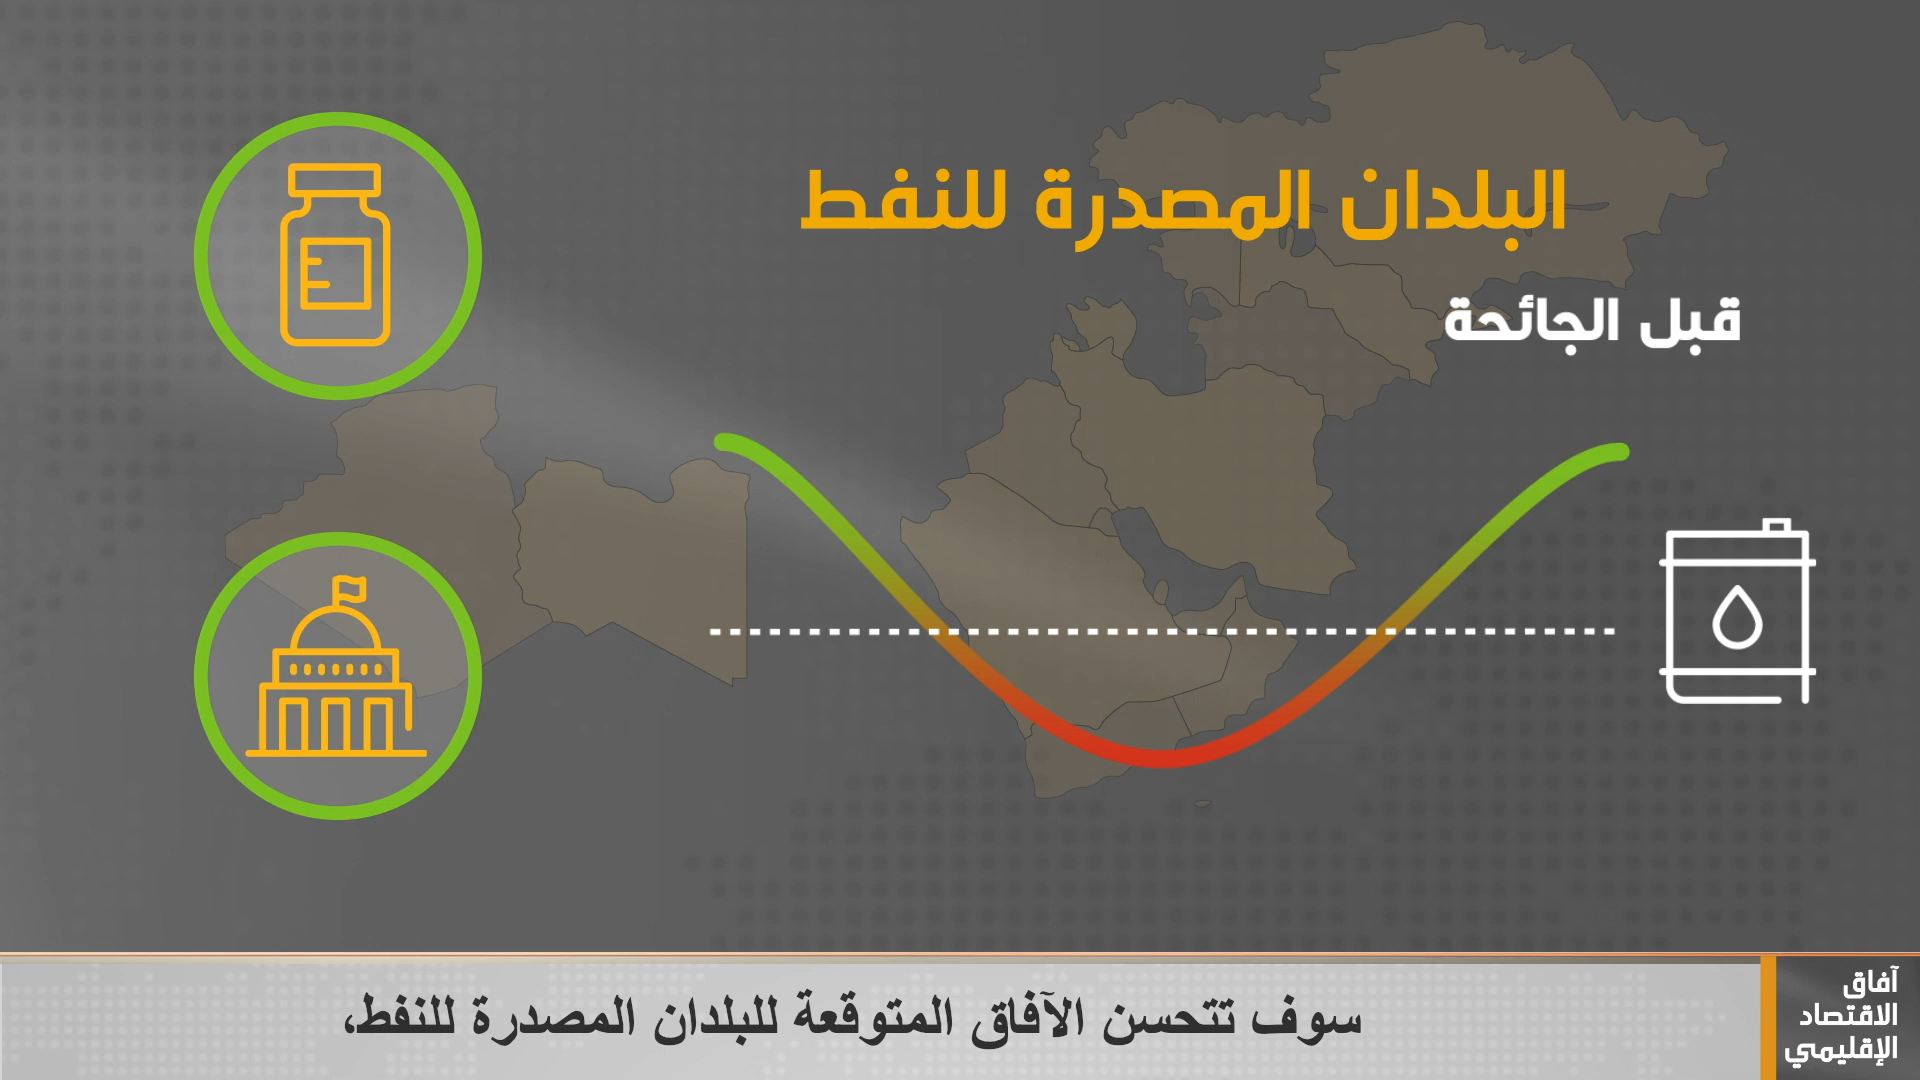 البلدان المصدرة للنفط
قبل الجائحة
سوف تتحسن الآفاق المتوقعة للبلدان المصدرة للنفط،
آفاق
الاقتصاد
الإقليمي